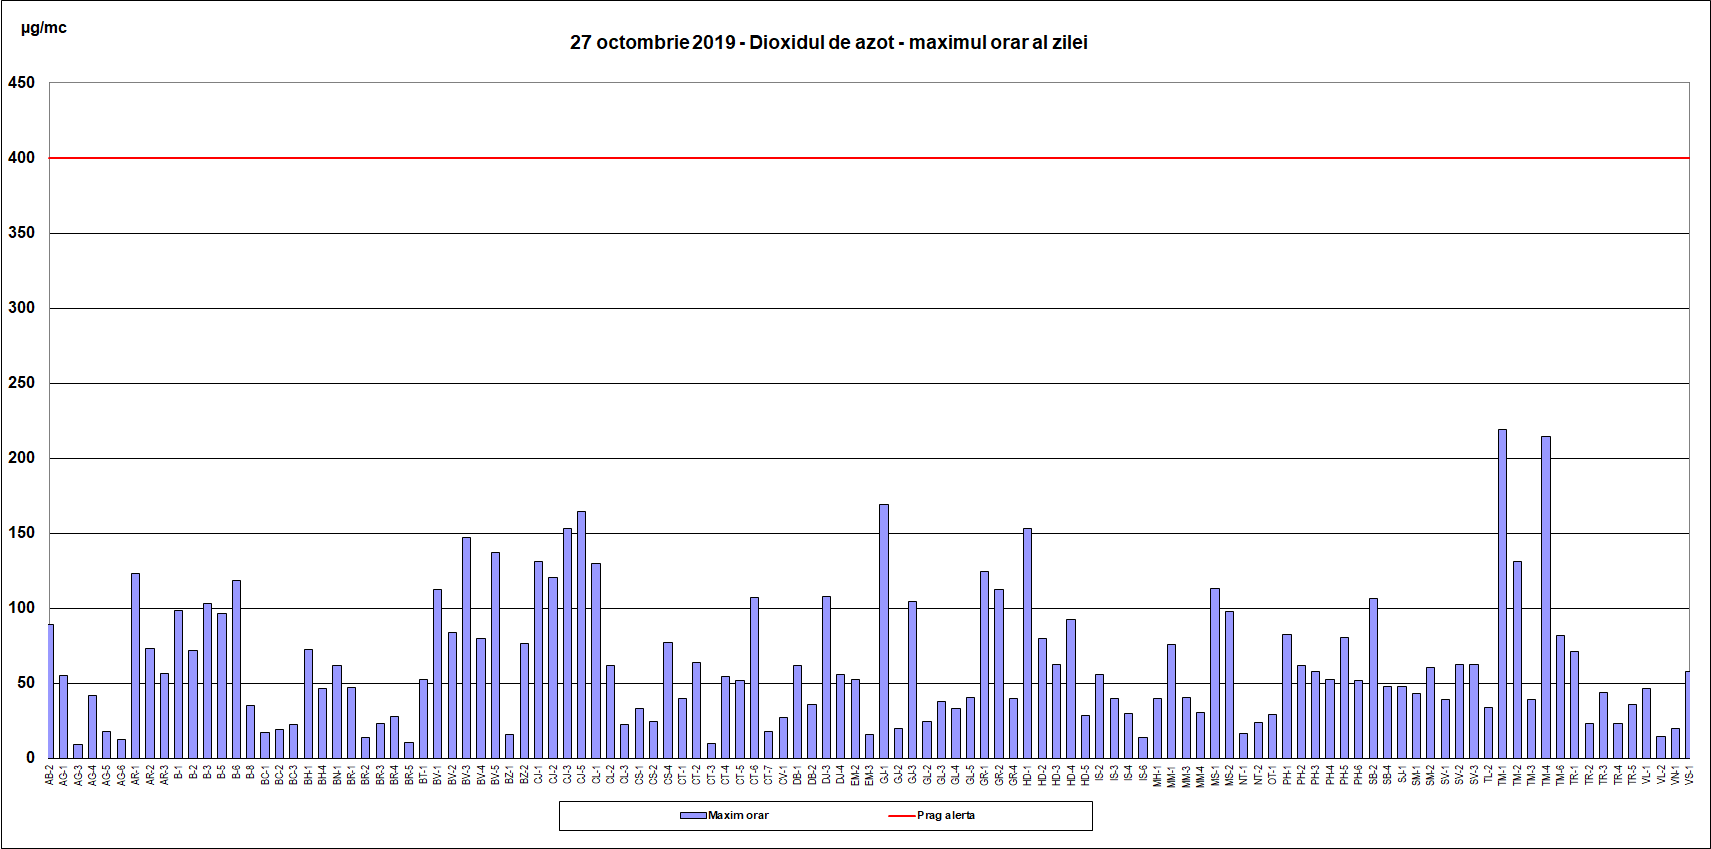 µg/mc
27 octombrie 2019 - Dioxidul de azot - maximul orar al zilei
450
400
350
300
250
200
150
100
50
0
AB-2 AG-1 AG-3 AG-4 AG-5 AG-6 AR-1 AR-2 AR-3 B-1 B-2 B-3 B-5 B-6 B-8 BC-1 BC-2 BC-3 BH-1 BH-4 BN-1 BR-1 BR-2 BR-3 BR-4 BR-5 BT-1 BV-1 BV-2 BV-3 BV-4 BV-5 BZ-1 BZ-2 CJ-1 CJ-2 CJ-3 CJ-5 CL-1 CL-2 CL-3 CS-1 CS-2 CS-4 CT-1 CT-2 CT-3 CT-4 CT-5 CT-6 CT-7 CV-1 DB-1 DB-2 DJ-3 DJ-4 EM-2 EM-3 GJ-1 GJ-2 GJ-3 GL-2 GL-3 GL-4 GL-5 GR-1 GR-2 GR-4 HD-1 HD-2 HD-3 HD-4 HD-5 IS-2 IS-3 IS-4 IS-6 MH-1 MM-1 MM-3 MM-4 MS-1 MS-2 NT-1 NT-2 OT-1 PH-1 PH-2 PH-3 PH-4 PH-5 PH-6 SB-2 SB-4 SJ-1 SM-1 SM-2 SV-1 SV-2 SV-3 TL-2 TM-1 TM-2 TM-3 TM-4 TM-6 TR-1 TR-2 TR-3 TR-4 TR-5 VL-1 VL-2 VN-1 VS-1
Maxim orar
Prag alerta